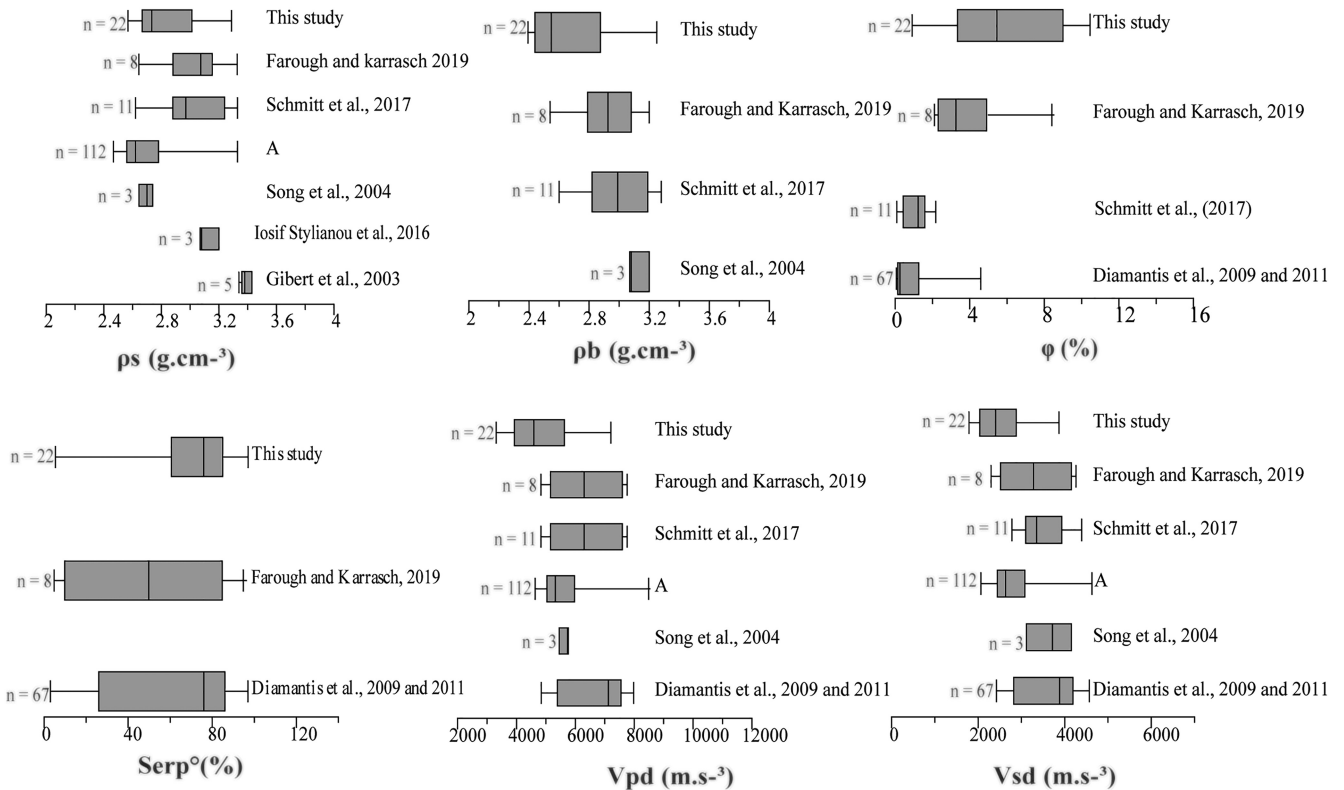 n = 22 This study
n = 8 Farough and karrasch 2019
n = 11 Schmitt et al., 2017
n = 112 A
n = 3 Song et al., 2004
n = 3 Iosif Stylianou et al., 2016
n = 5 Gibert et al., 2003
2 2.4 2.8 3.2 3.6 4
ρs (g.cm-³)
n = 22 This study
n = 8 Farough and Karrasch, 2019
n = 11 Schmitt et al., 2017
n = 3 Song et al., 2004
2 2.4 2.8 3.2 3.6 4
ρb (g.cm-³)
n = 22 This study
n = 8 Farough and Karrasch, 2019
n = 11 Schmitt et al., (2017)
n = 67 Diamantis et al., 2009 and 2011
0 4 8 12 16
φ (%)
n = 22 This study
n = 8 Farough and Karrasch, 2019
n = 67 Diamantis et al., 2009 and 2011
0 40 80 120
Serp°(%)
n = 22 This study
n = 8 Farough and Karrasch, 2019
n = 11 Schmitt et al., 2017
n = 112 A
n = 3 Song et al., 2004
Diamantis et al., 2009 and 2011
2000 4000 6000 8000 10000 12000
Vpd (m.s-³)
n = 22 This study
n = 8 Farough and Karrasch, 2019
n = 11 Schmitt et al., 2017
n = 112 A
n = 3 Song et al., 2004
n = 67 Diamantis et al., 2009 and 2011
0 2000 4000 6000
Vsd (m.s-³)